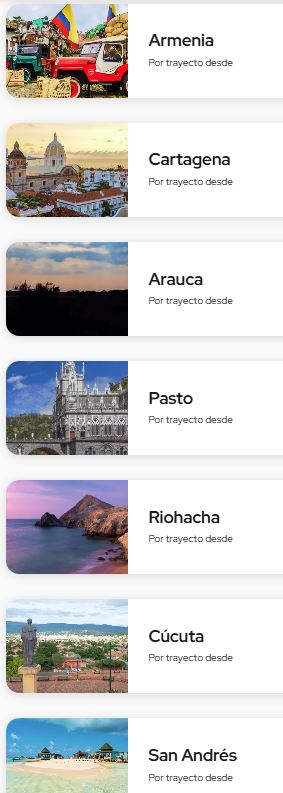 Armenia
Por trayecto desde
Cartagena
Por trayecto desde
Arauca
Por trayecto desde
Pasto
Por trayecto desde
Riohacha
Por trayecto desde
Cúcuta
Por trayecto desde
San Andrés
Por trayecto desde